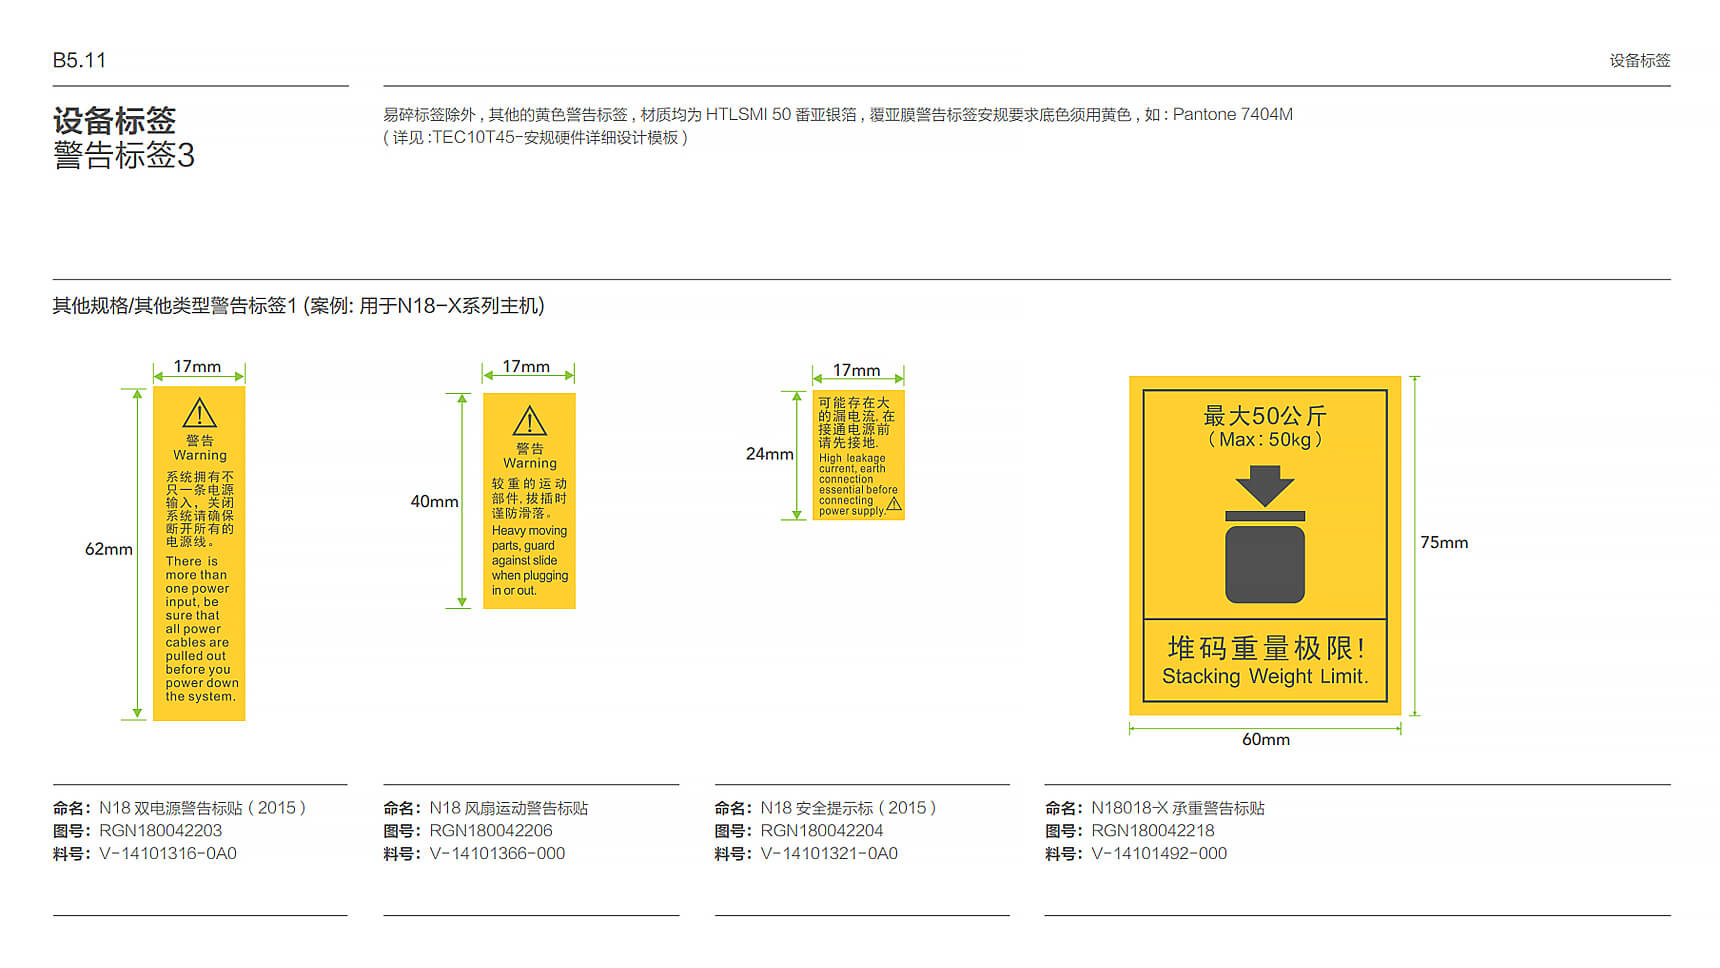 B5.11
设备标签
设备标签
警告标签3
易碎标签除外 , 其他的黄色警告标签 , 材质均为 HTLSMI 50 番亚银箔 , 覆亚膜警告标签安规要求底色须用黄色 , 如 : Pantone 7404M
( 详见 :TEC10T45-安规硬件详细设计模板 )
其他规格/其他类型警告标签1 (案例: 用于N18-X系列主机)
17mm
62mm
警告
Warning
系统拥有不
只一条电源
输入，关闭
系统请确保
断开所有的
电源线。
There is
more than
one power
input, be
sure that
all power
cables are
pulled out
before you
power down
the system.
17mm
40mm
警告
Warning
较重的运动
部件,拔插时
谨防滑落。
Heavy moving
parts, guard
against slide
when plugging
in or out.
17mm
24mm
可能存在大
的漏电流.在
接通电源前
请先接地.
High leakage
current, earth
connection
essential before
connecting
power supply.
最大50公斤
（Max: 50kg）
堆码重量极限!
Stacking Weight Limit.
75mm
60mm
命名：N18 双电源警告标贴（2015）
图号：RGN180042203
料号：V-14101316-0A0
命名：N18 风扇运动警告标贴
图号：RGN180042206
料号：V-14101366-000
命名：N18 安全提示标（2015）
图号：RGN180042204
料号：V-14101321-0A0
命名：N18018-X 承重警告标贴
图号：RGN180042218
料号：V-14101492-000